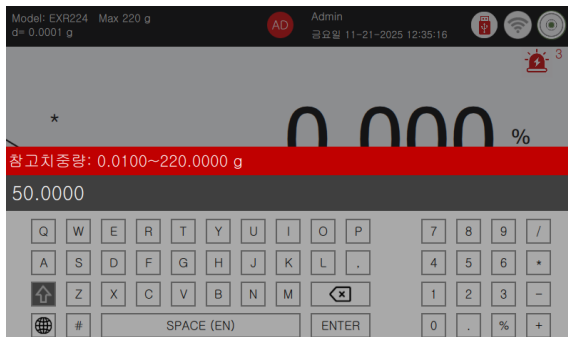 Model: EXR224 Max 220 g
d= 0.0001 g
AD
Admin
금요일 11-21-2025 12:35:16
3
*
0.000 %
참고치중량: 0.0100~220.0000 g
50.0000
Q W E R T Y U I O P 7 8 9 /
A S D F G H J K L . 4 5 6 *
Z X C V B N M 1 2 3 -
# SPACE (EN) ENTER 0 . % +